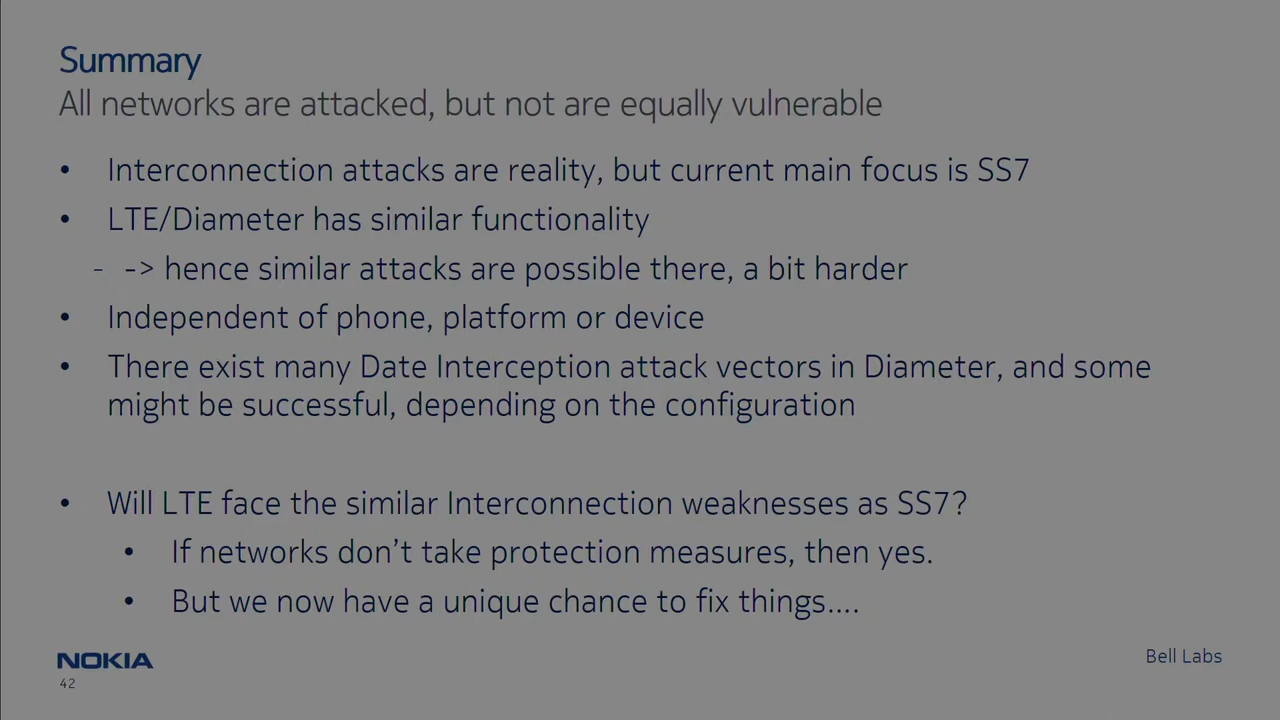 Summary
All networks are attacked, but not are equally vulnerable
• Interconnection attacks are reality, but current main focus is SS7
• LTE/Diameter has similar functionality
- -> hence similar attacks are possible there, a bit harder
• Independent of phone, platform or device
• There exist many Date Interception attack vectors in Diameter, and some
might be successful, depending on the configuration
• Will LTE face the similar Interconnection weaknesses as SS7?
• If networks don't take protection measures, then yes.
• But we now have a unique chance to fix things....
NOKIA
Bell Labs
42